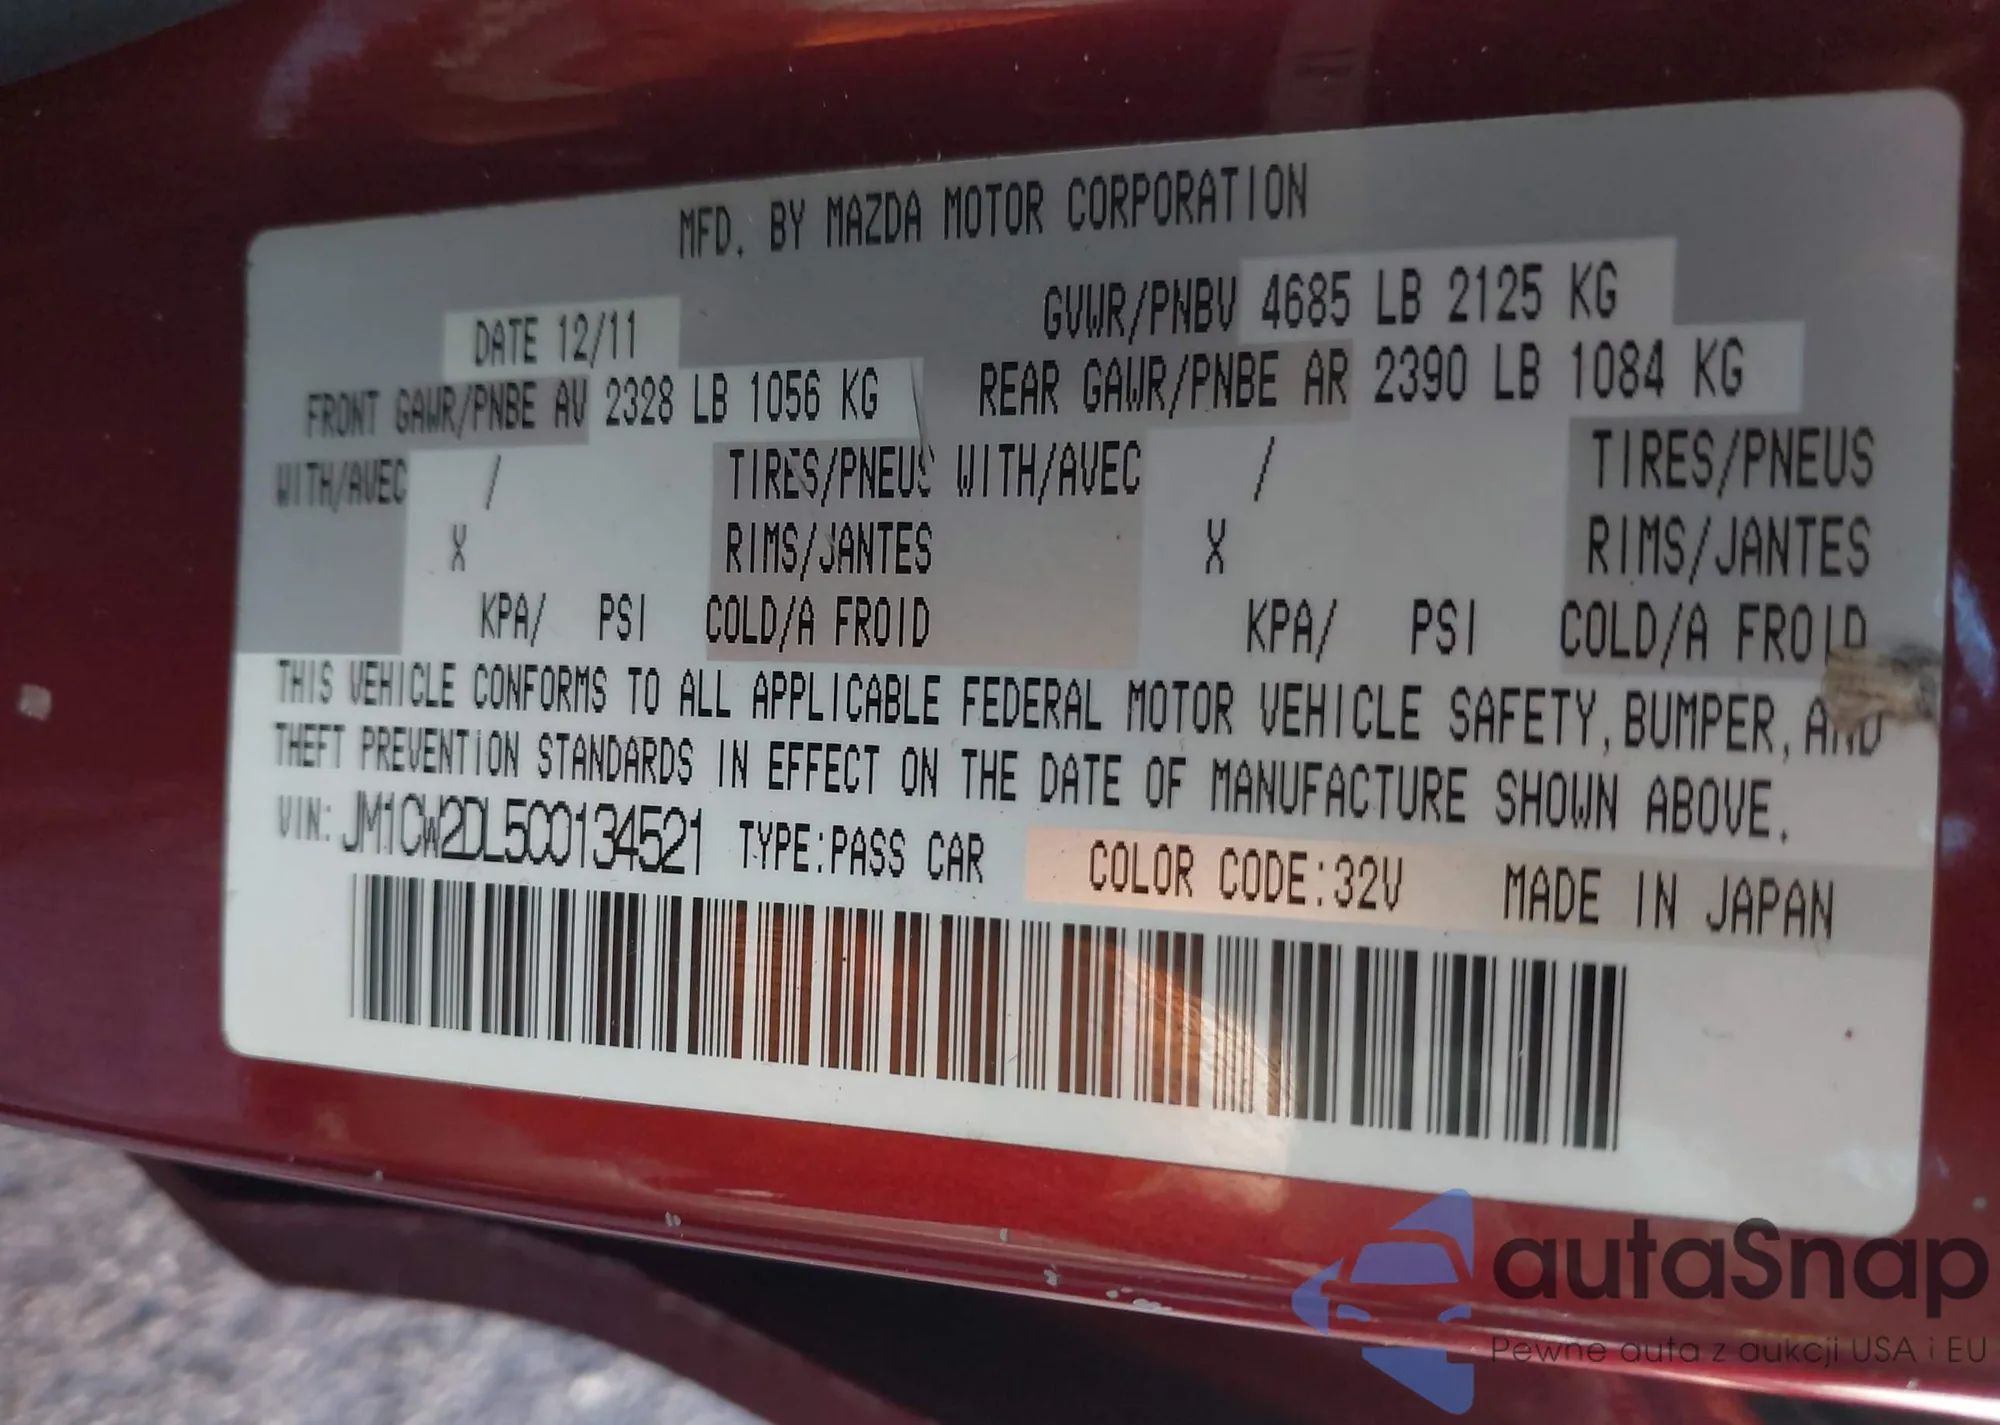 MFD. BY MAZDA MOTOR CORPORATION
DATE 12/11 GVWR/PNBV 4685 LB 2125 KG
FRONT GAWR/PNBE AV 2328 LB 1056 KG REAR GAWR/PNBE AR 2390 LB 1084 KG
WITH/AVEC / TIRES/PNEUS WITH/AVEC / TIRES/PNEUS
X RIMS/JANTES X RIMS/JANTES
KPA/ PSI COLD/A FROID KPA/ PSI COLD/A FROID
THIS VEHICLE CONFORMS TO ALL APPLICABLE FEDERAL MOTOR VEHICLE SAFETY, BUMPER, AND
THEFT PREVENTION STANDARDS IN EFFECT ON THE DATE OF MANUFACTURE SHOWN ABOVE.
VIN: JM1CW2DL5C0134521 TYPE:PASS CAR COLOR CODE:32V MADE IN JAPAN
autaSnap
Pewne auta z aukcji USA i EU